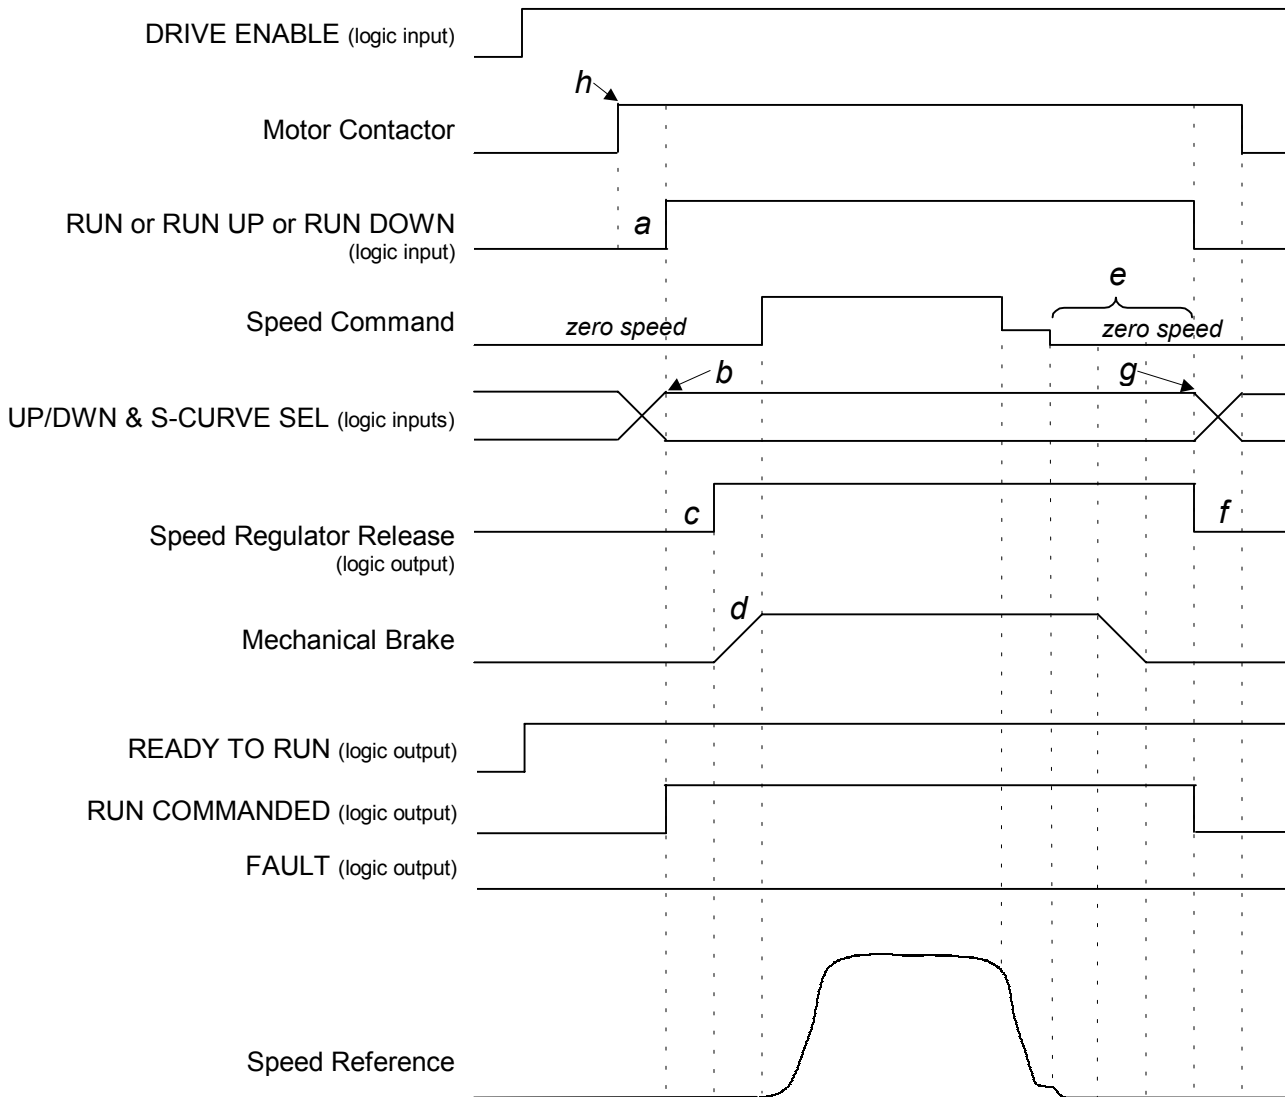 DRIVE ENABLE (logic input)
h
Motor Contactor
RUN or RUN UP or RUN DOWN
(logic input)
a
e
Speed Command
zero speed
zero speed
b
g
UP/DWN & S-CURVE SEL (logic inputs)
c
f
Speed Regulator Release
(logic output)
d
Mechanical Brake
READY TO RUN (logic output)
RUN COMMANDED (logic output)
FAULT (logic output)
Speed Reference